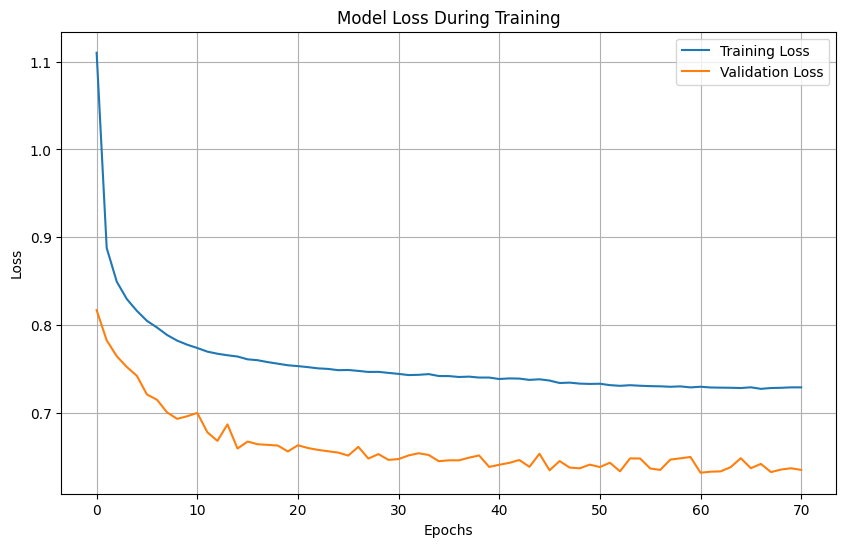 Model Loss During Training
Training Loss
Validation Loss
1.1
1.0
0.9
0.8
0.7
Loss
0 10 20 30 40 50 60 70
Epochs